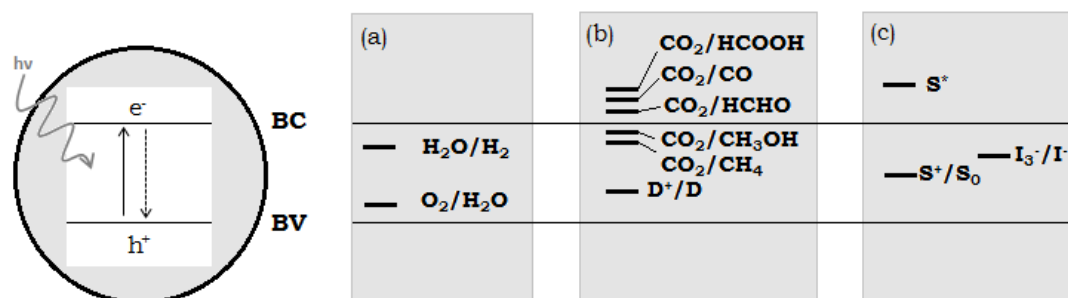 hν
e⁻
BC
BV
h⁺
(a)
H₂O/H₂
O₂/H₂O
(b)
CO₂/HCOOH
CO₂/CO
CO₂/HCHO
CO₂/CH₃OH
CO₂/CH₄
D⁺/D
(c)
S*
I₃⁻/I⁻
S⁺/S₀